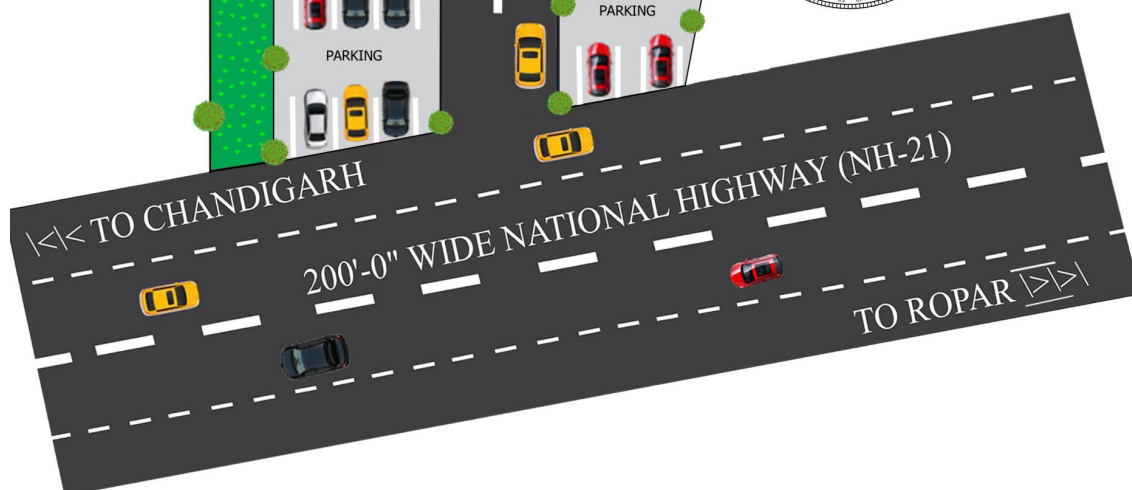 PARKING
PARKING
|<|< TO CHANDIGARH
200'-0" WIDE NATIONAL HIGHWAY (NH-21)
TO ROPAR |>|>|